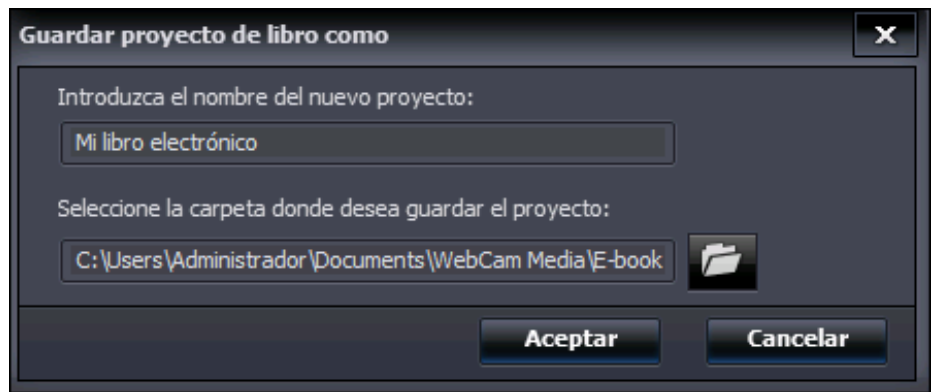 Guardar proyecto de libro como
Introduzca el nombre del nuevo proyecto:
Mi libro electrónico
Seleccione la carpeta donde desea guardar el proyecto:
C:\Users\Administrador\Documents\WebCam Media\E-book
Aceptar Cancelar